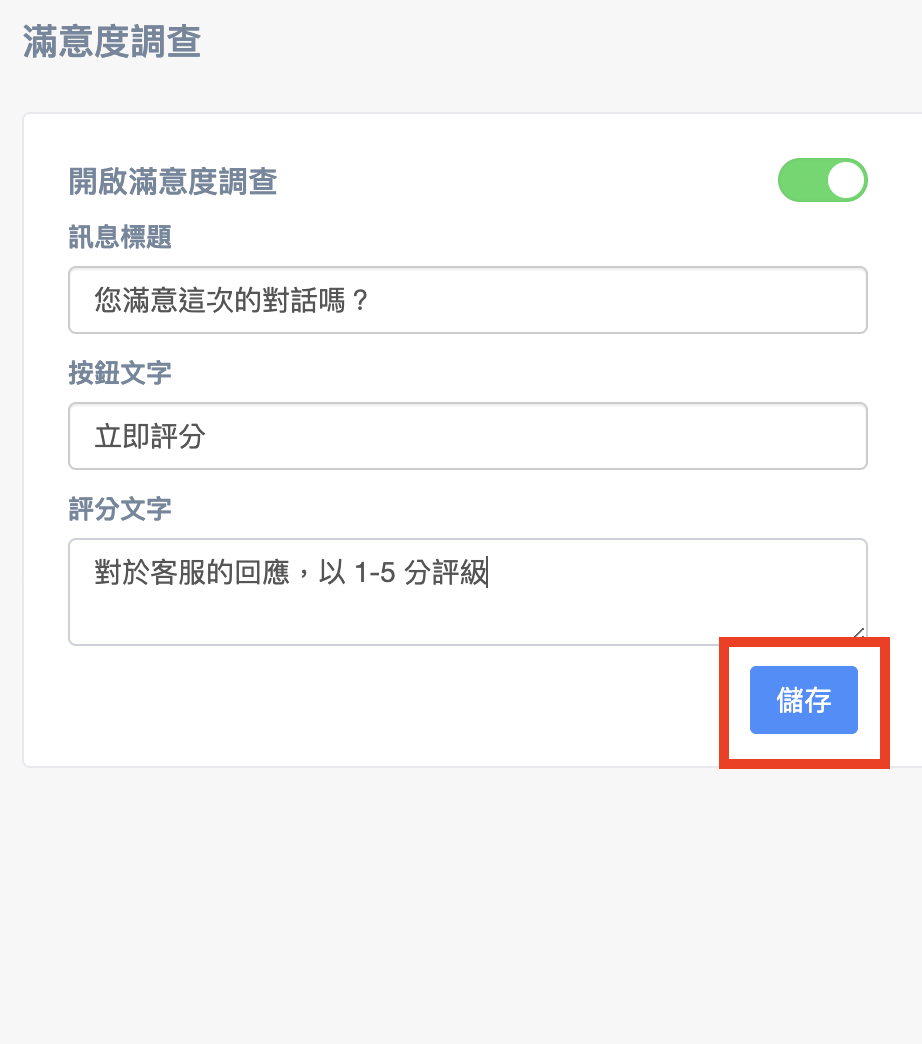 滿意度調查
開啟滿意度調查
訊息標題
您滿意這次的對話嗎？
按鈕文字
立即評分
評分文字
對於客服的回應，以 1-5 分評級
儲存